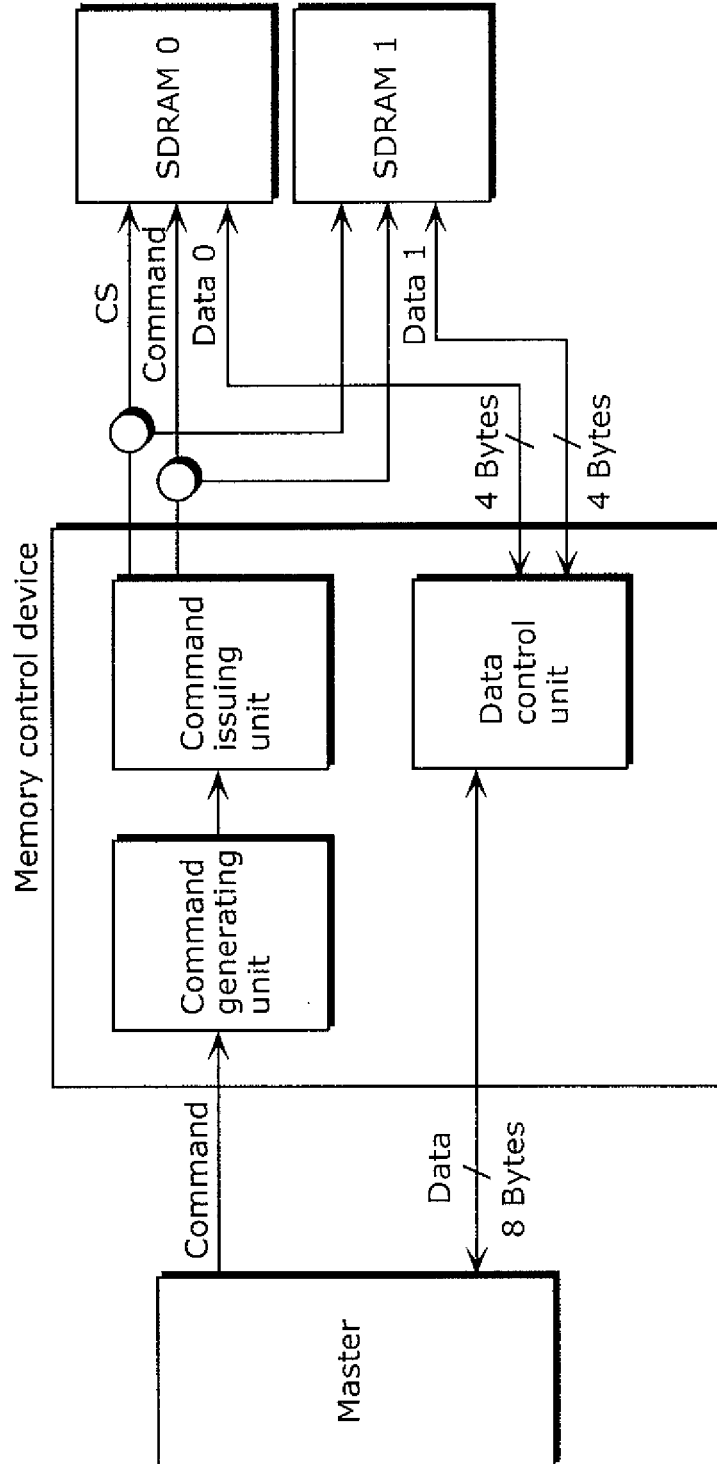 Memory control device
Master
Command
Data
8 Bytes
Command
generating
unit
Command
issuing
unit
Data
control
unit
CS
Command
Data 0
Data 1
4 Bytes
4 Bytes
SDRAM 0
SDRAM 1